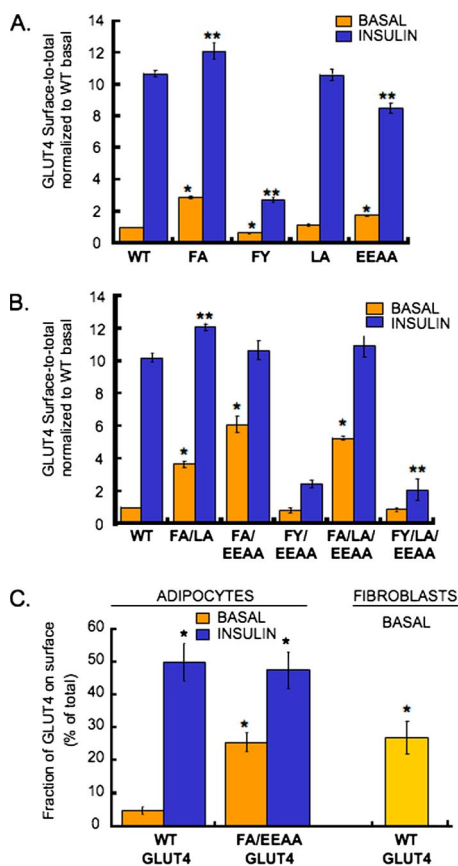 A.
BASAL
INSULIN
GLUT4 Surface-to-total
normalized to WT basal
14
12
10
8
6
4
2
0
* ** * ** * **
WT FA FY LA EEAA
B.
BASAL
INSULIN
GLUT4 Surface-to-total
normalized to WT basal
14
12
10
8
6
4
2
0
* ** * * **
WT FA/LA FA/ FY/ FA/LA/ FY/LA/
EEAA EEAA EEAA EEAA
C.
ADIPOCYTES FIBROBLASTS
BASAL BASAL
INSULIN
Fraction of GLUT4 on surface
(% of total)
60
50
40
30
20
10
0
* * * *
WT FA/EEAA WT
GLUT4 GLUT4 GLUT4